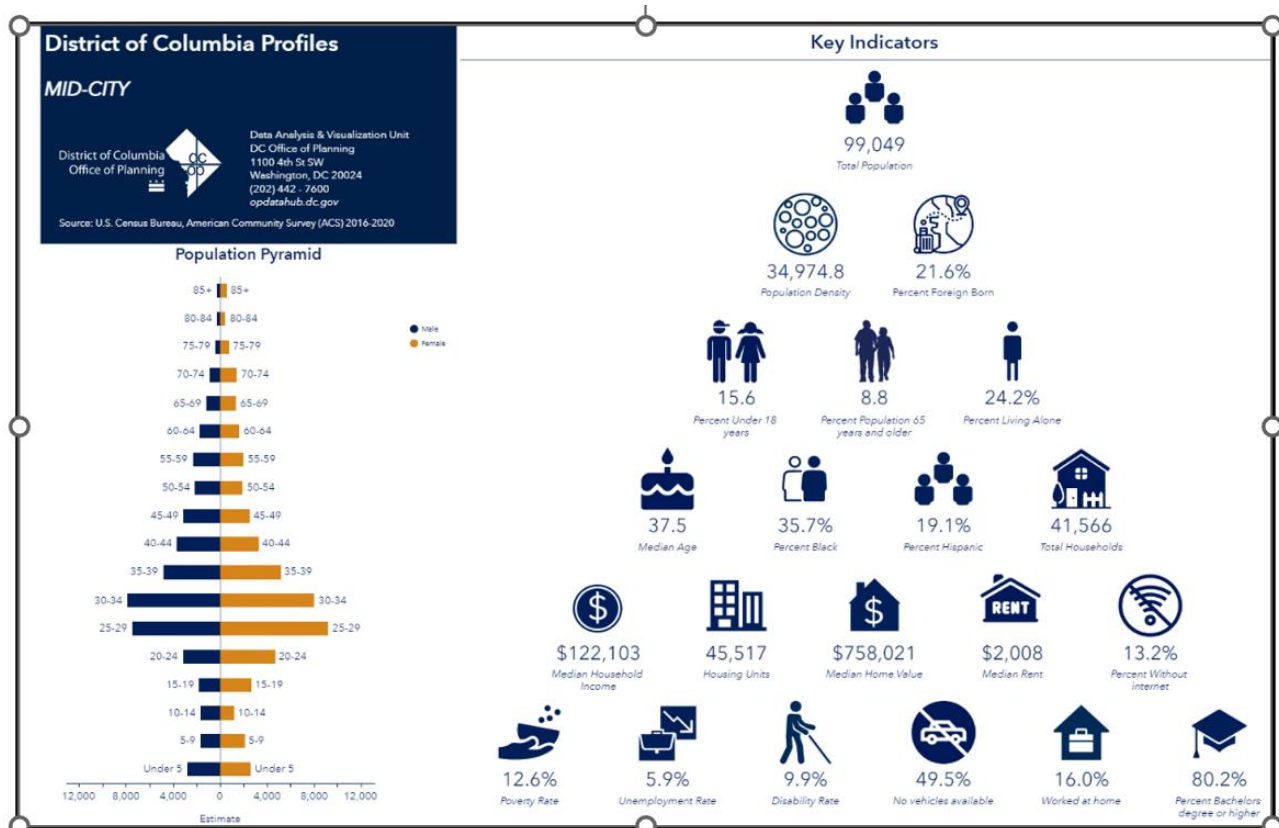 District of Columbia Profiles
MID-CITY
District of Columbia
Office of Planning
dc
op
Data Analysis & Visualization Unit
DC Office of Planning
1100 4th St SW
Washington, DC 20024
(202) 442 - 7600
opdatahub.dc.gov
Source: U.S. Census Bureau, American Community Survey (ACS) 2016-2020
Population Pyramid
85+ 85+
80-84 80-84
75-79 75-79
70-74 70-74
65-69 65-69
60-64 60-64
55-59 55-59
50-54 50-54
45-49 45-49
40-44 40-44
35-39 35-39
30-34 30-34
25-29 25-29
20-24 20-24
15-19 15-19
10-14 10-14
5-9 5-9
Under 5 Under 5
12,000 8,000 4,000 0 4,000 8,000 12,000
Estimate
Male
Female
Key Indicators
99,049
Total Population
34,974.8
Population Density
21.6%
Percent Foreign Born
15.6
Percent Under 18
years
8.8
Percent Population 65
years and older
24.2%
Percent Living Alone
37.5
Median Age
35.7%
Percent Black
19.1%
Percent Hispanic
41,566
Total Households
$
$122,103
Median Household
Income
45,517
Housing Units
$
$758,021
Median Home Value
RENT
$2,008
Median Rent
13.2%
Percent Without
internet
12.6%
Poverty Rate
5.9%
Unemployment Rate
9.9%
Disability Rate
49.5%
No vehicles available
16.0%
Worked at home
80.2%
Percent Bachelors
degree or higher